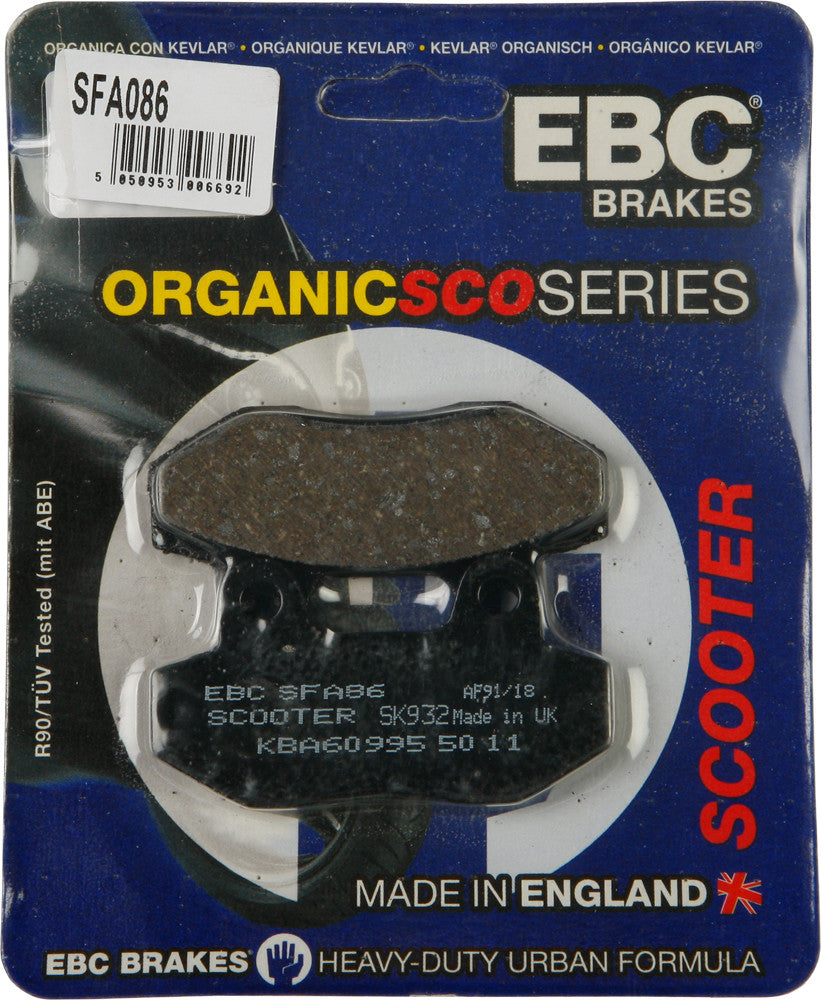 ORGANICA CON KEVLAR® • ORGANIQUE KEVLAR® • KEVLAR® ORGANISCH • ORGÂNICO KEVLAR®
SFA086
5 050953 006692
EBC®
BRAKES
ORGANICSCOSERIES
R90/TÜV Tested (mit ABE)
SCOOTER
EBC SFA86 AF91/18
SCOOTER SK932 Made in UK
KBA60995 50 11
MADE IN ENGLAND
EBC BRAKES® HEAVY-DUTY URBAN FORMULA